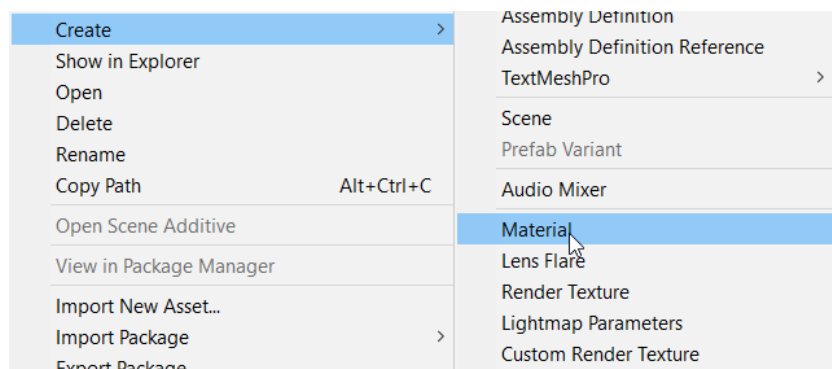 Create
Show in Explorer
Open
Delete
Rename
Copy Path Alt+Ctrl+C
Open Scene Additive
View in Package Manager
Import New Asset...
Import Package
Export Package
Assembly Definition
Assembly Definition Reference
TextMeshPro
Scene
Prefab Variant
Audio Mixer
Material
Lens Flare
Render Texture
Lightmap Parameters
Custom Render Texture